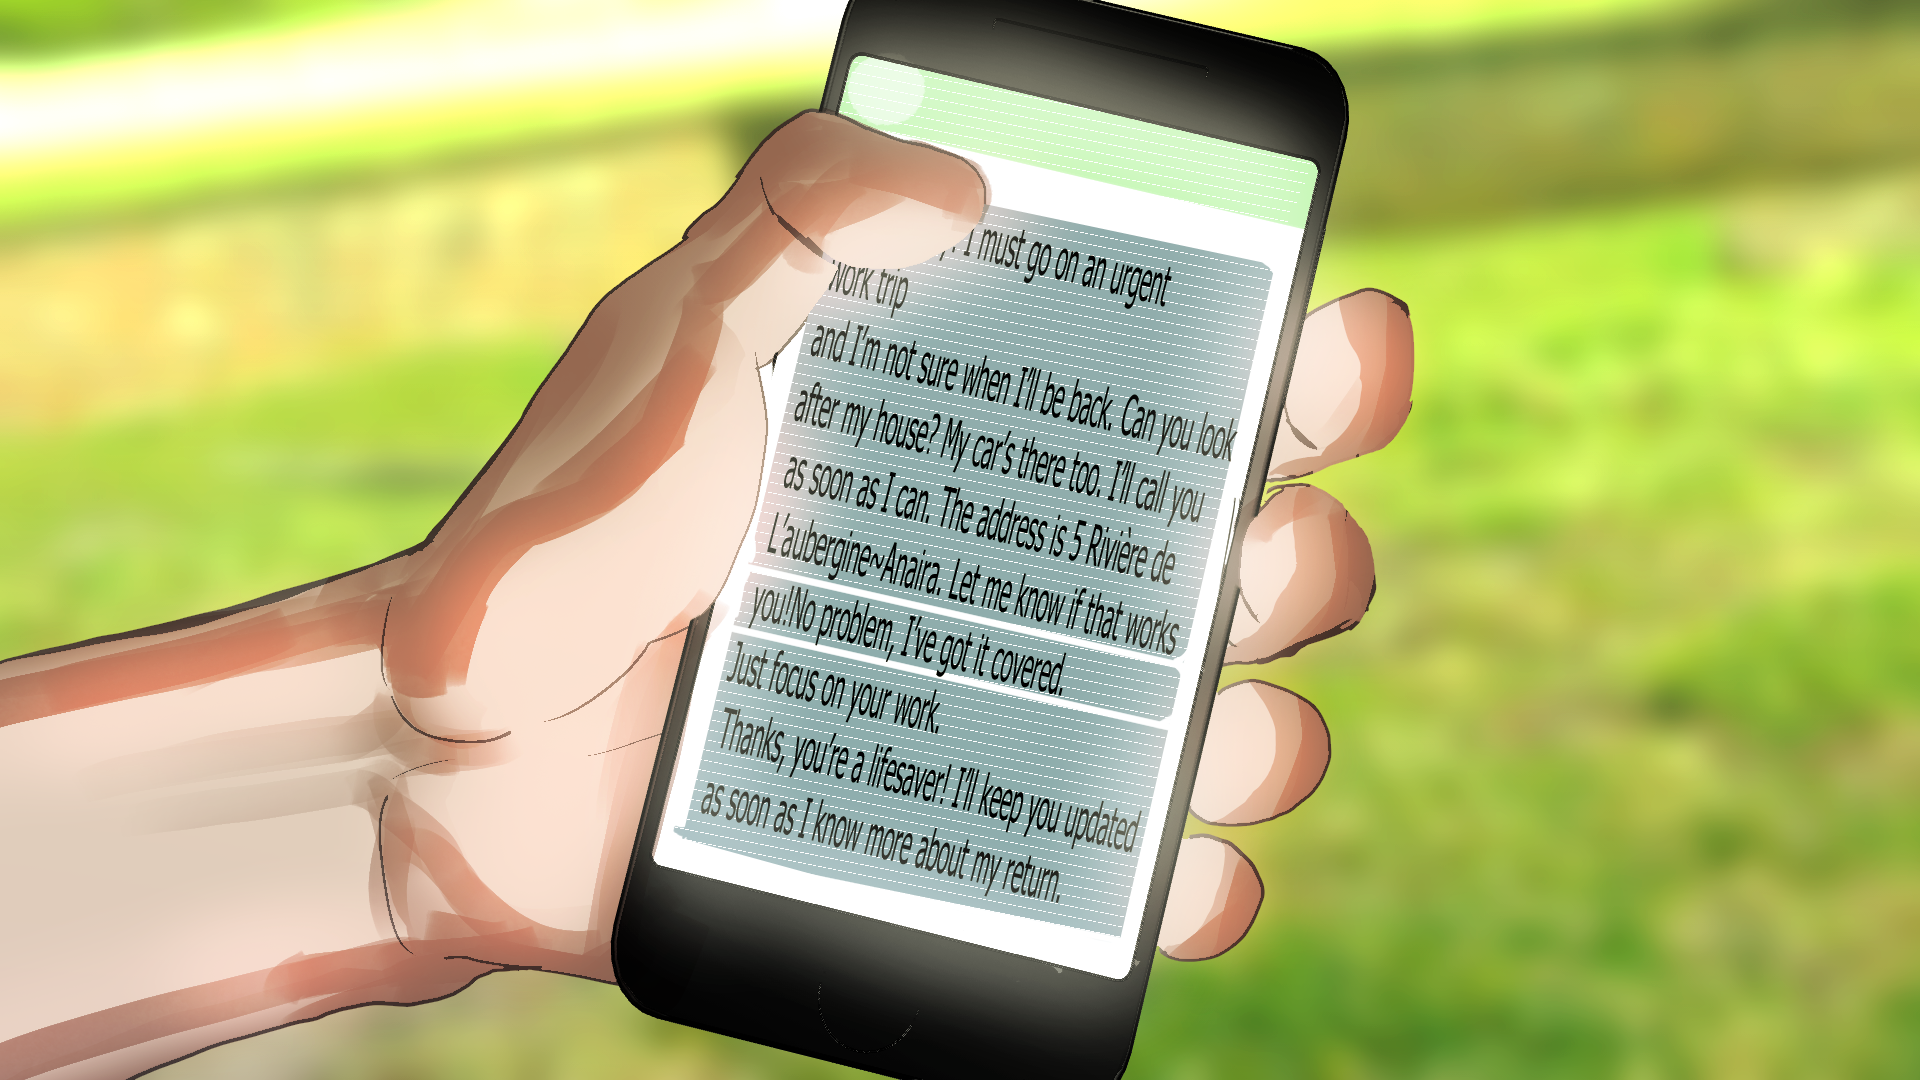 I must go on an urgent
work trip
and I'm not sure when I'll be back. Can you look
after my house? My car's there too. I'll call you
as soon as I can. The address is 5 Rivière de
L'aubergine~Anaira. Let me know if that works
you!No problem, I've got it covered.
Just focus on your work.
Thanks, you're a lifesaver! I'll keep you updated
as soon as I know more about my return.